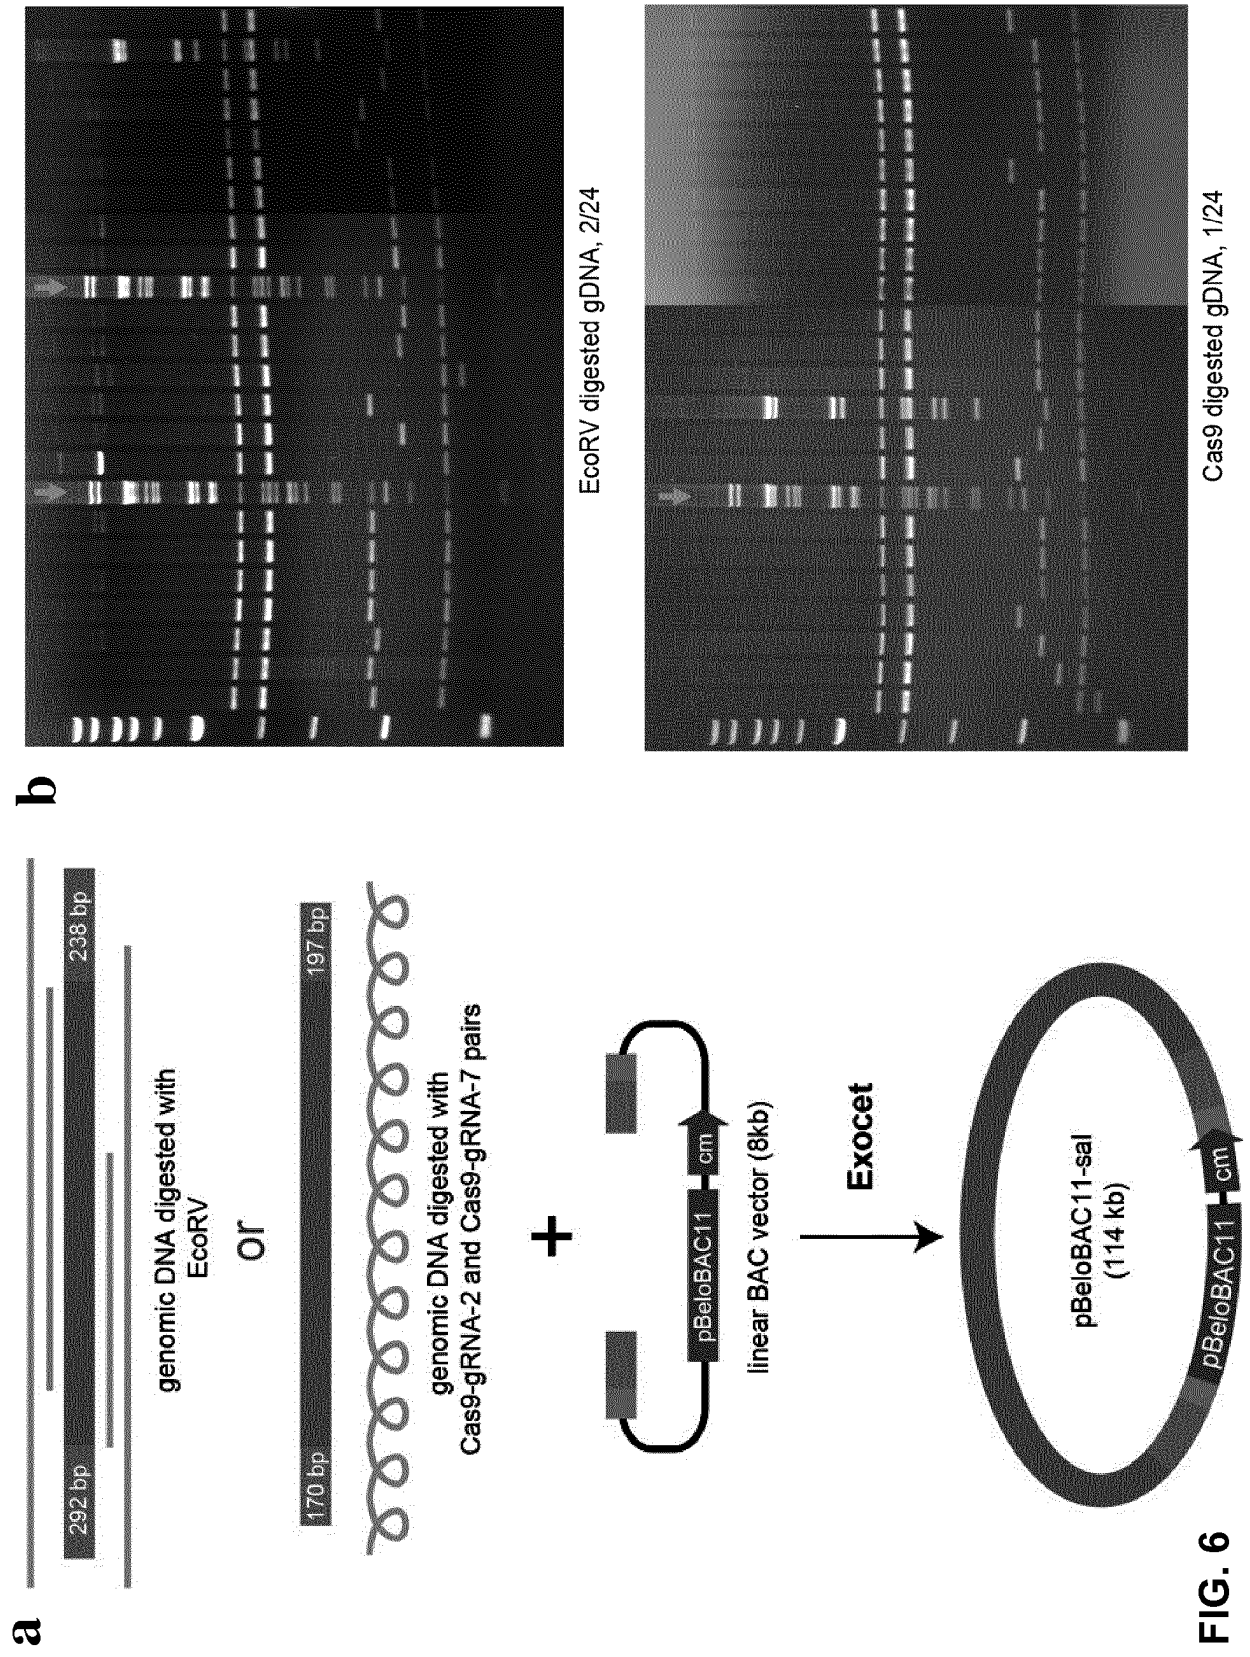 a
292 bp
238 bp
genomic DNA digested with
EcoRV
or
170 bp
197 bp
genomic DNA digested with
Cas9-gRNA-2 and Cas9-gRNA-7 pairs
+
pBeloBAC11
cm
linear BAC vector (8kb)
Exocet
pBeloBAC11-sal
(114 kb)
pBeloBAC11
cm
b
EcoRV digested gDNA, 2/24
Cas9 digested gDNA, 1/24
FIG. 6